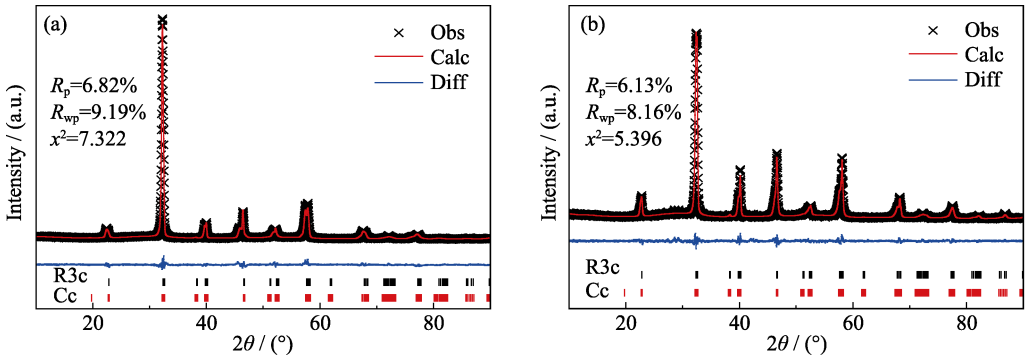 (a)
Obs
Calc
Diff
Rp=6.82%
Rwp=9.19%
x²=7.322
Intensity / (a.u.)
R3c
Cc
20 40 60 80
2θ / (°)
(b)
Obs
Calc
Diff
Rp=6.13%
Rwp=8.16%
x²=5.396
Intensity / (a.u.)
R3c
Cc
20 40 60 80
2θ / (°)